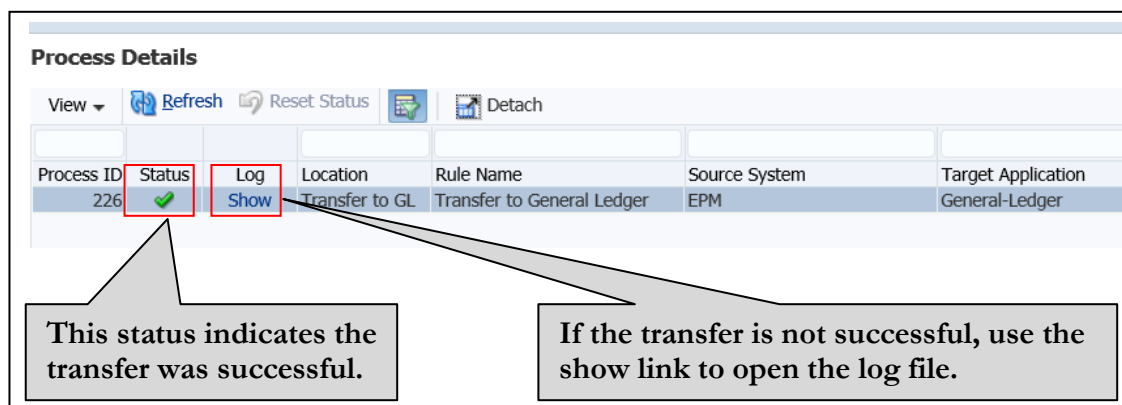 Process Details
View Refresh Reset Status Detach
Process ID Status Log Location Rule Name Source System Target Application
226 Show Transfer to GL Transfer to General Ledger EPM General-Ledger
This status indicates the
transfer was successful.
If the transfer is not successful, use the
show link to open the log file.